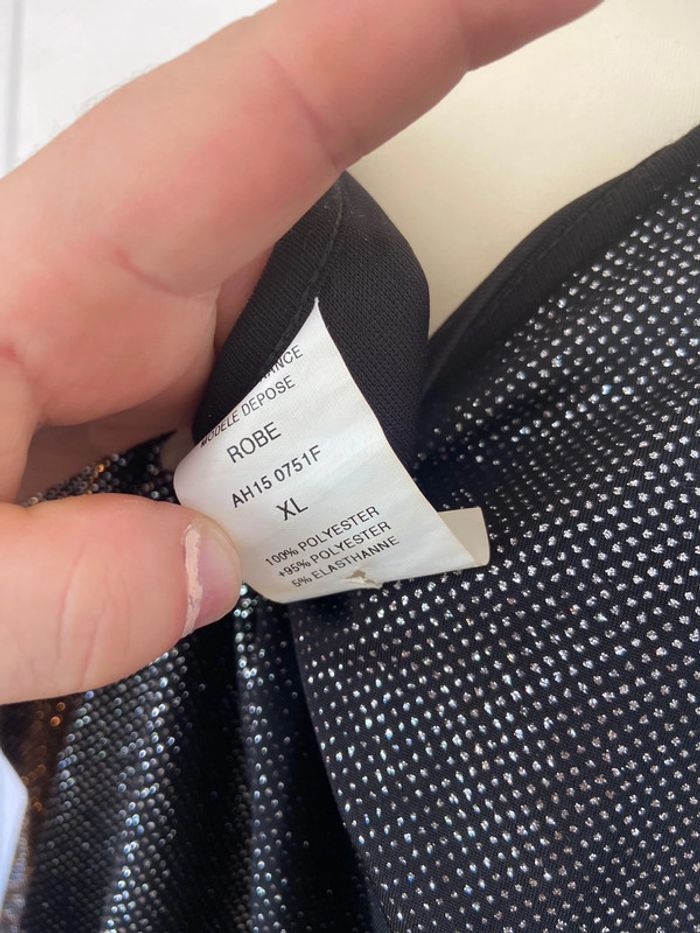 MODELE DEPOSE
ROBE
AH15 0751F
XL
100% POLYESTER
+95% POLYESTER
5% ELASTHANNE